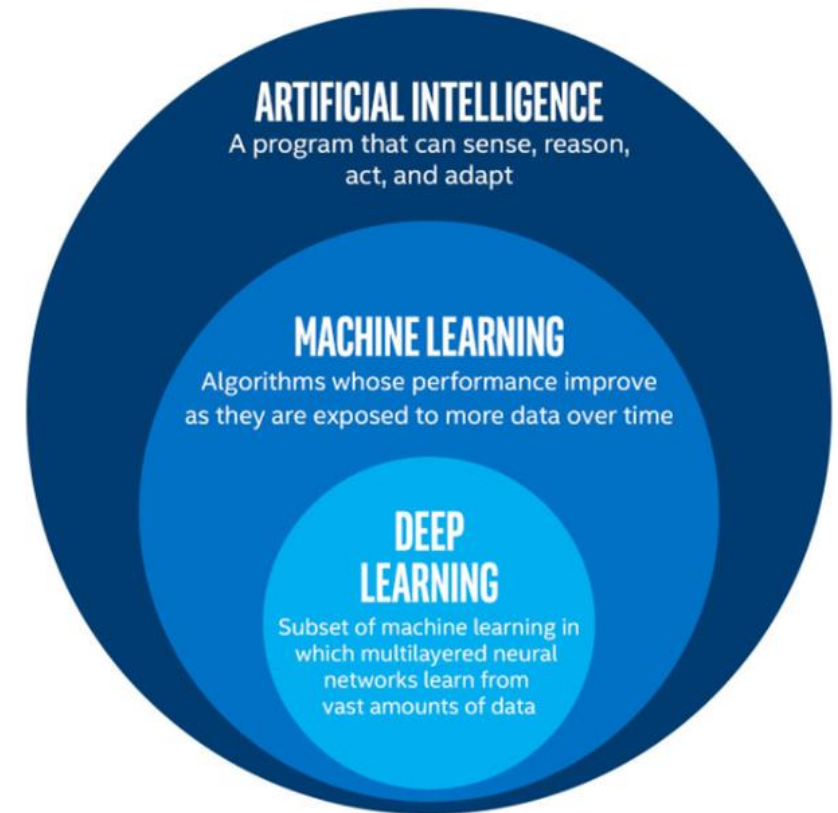 ARTIFICIAL INTELLIGENCE
A program that can sense, reason,
act, and adapt
MACHINE LEARNING
Algorithms whose performance improve
as they are exposed to more data over time
DEEP
LEARNING
Subset of machine learning in
which multilayered neural
networks learn from
vast amounts of data